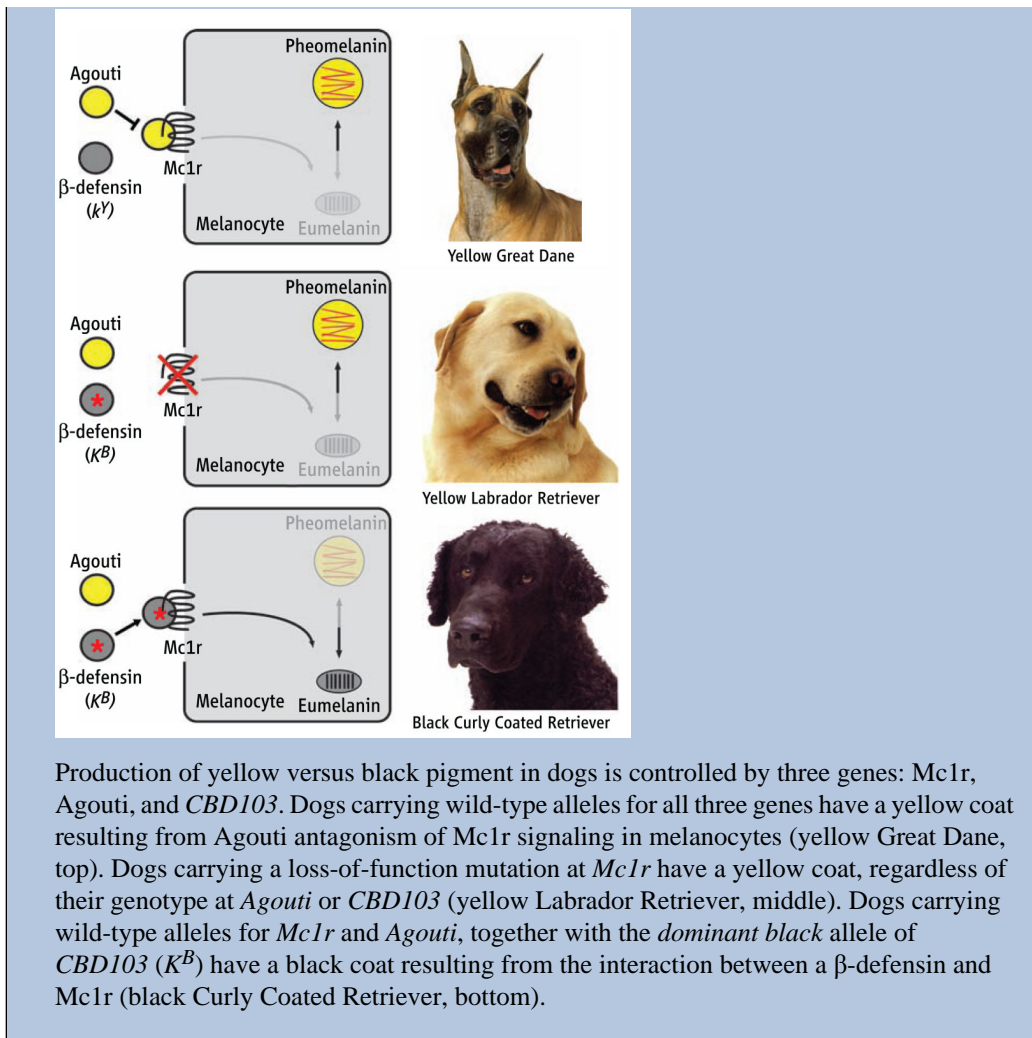 Pheomelanin
Agouti
Mc1r
β-defensin
(kY)
Melanocyte
Eumelanin
Yellow Great Dane
Pheomelanin
Agouti
Mc1r
β-defensin
(KB)
Melanocyte
Eumelanin
Yellow Labrador Retriever
Pheomelanin
Agouti
Mc1r
β-defensin
(KB)
Melanocyte
Eumelanin
Black Curly Coated Retriever
Production of yellow versus black pigment in dogs is controlled by three genes: Mc1r,
Agouti, and CBD103. Dogs carrying wild-type alleles for all three genes have a yellow coat
resulting from Agouti antagonism of Mc1r signaling in melanocytes (yellow Great Dane,
top). Dogs carrying a loss-of-function mutation at Mc1r have a yellow coat, regardless of
their genotype at Agouti or CBD103 (yellow Labrador Retriever, middle). Dogs carrying
wild-type alleles for Mc1r and Agouti, together with the dominant black allele of
CBD103 (KB) have a black coat resulting from the interaction between a β-defensin and
Mc1r (black Curly Coated Retriever, bottom).